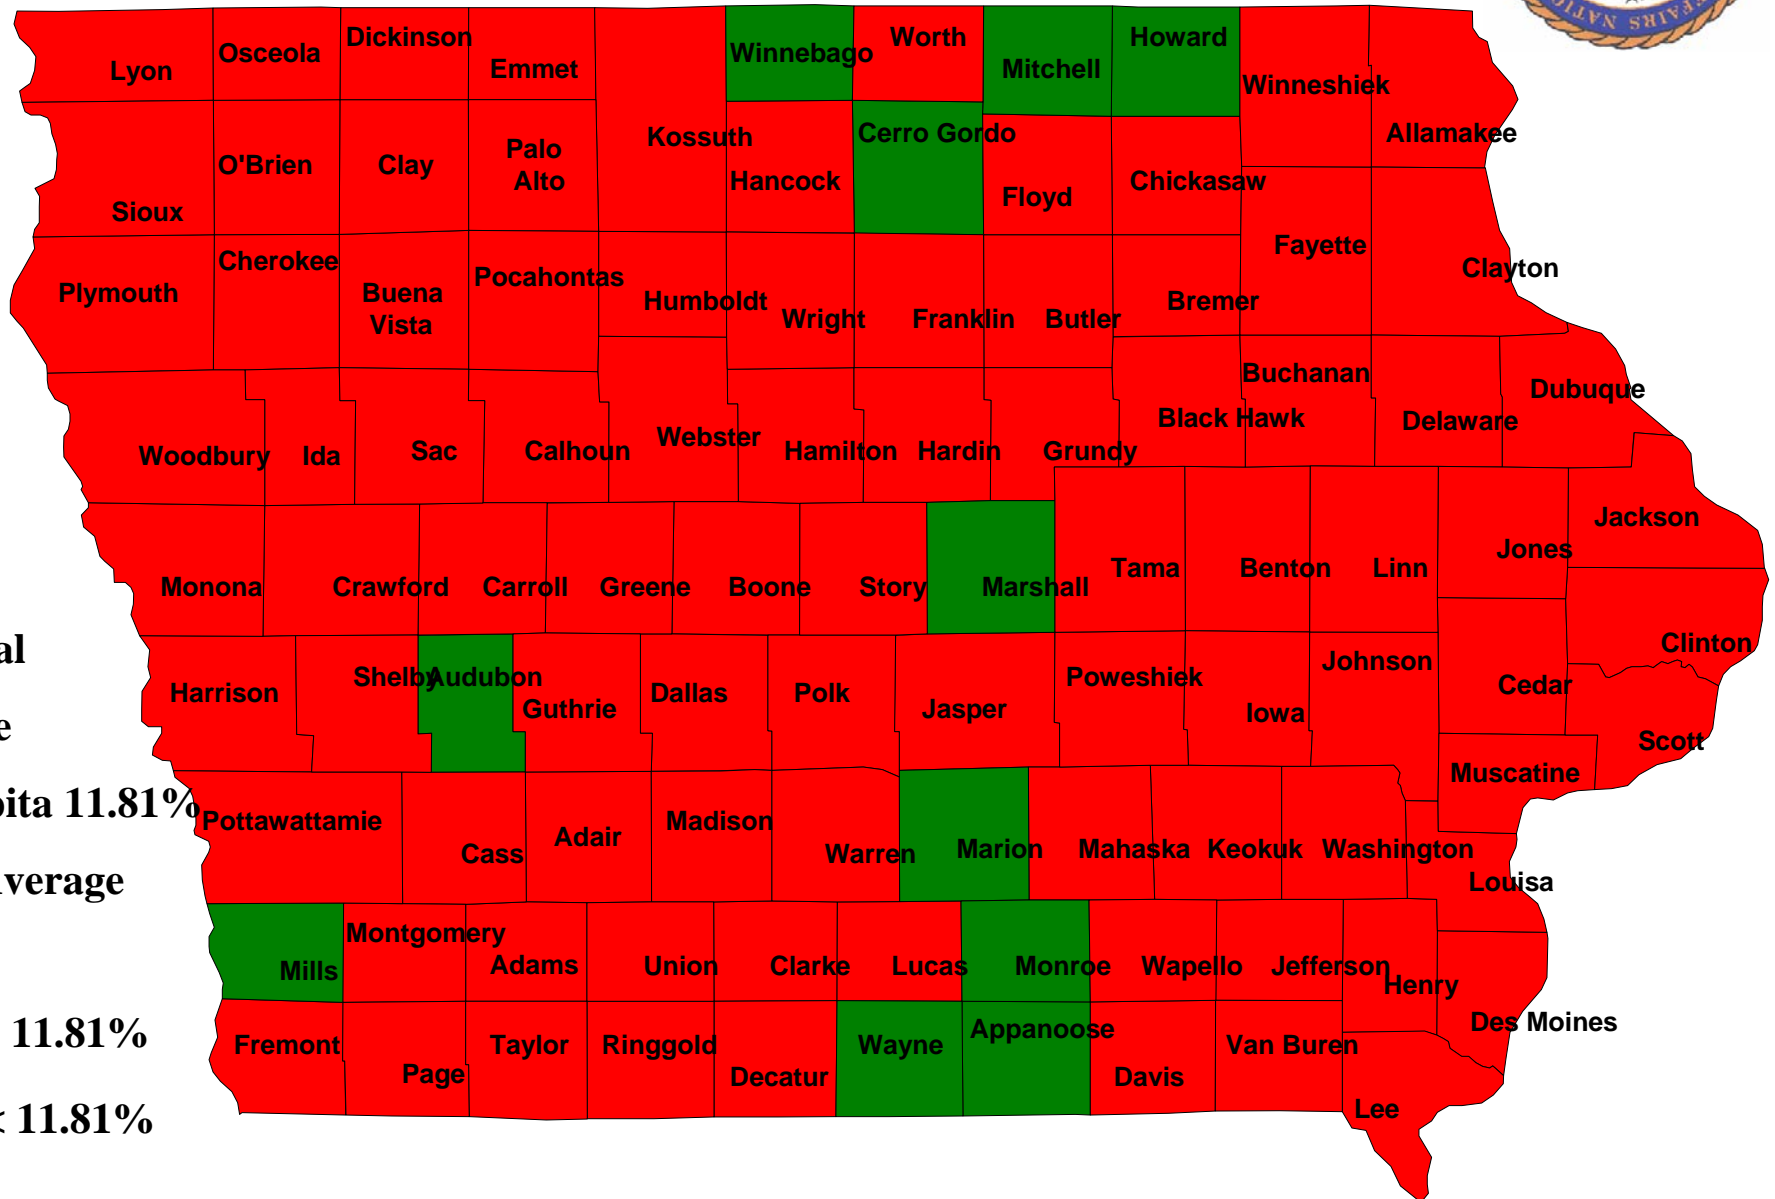 AFFAIRS NATI
Lyon
Osceola
Dickinson
Emmet
Winnebago
Worth
Mitchell
Howard
Winneshiek
Allamakee
Sioux
O'Brien
Clay
Palo
Alto
Kossuth
Hancock
Cerro Gordo
Floyd
Chickasaw
Fayette
Clayton
Plymouth
Cherokee
Buena
Vista
Pocahontas
Humboldt
Wright
Franklin
Butler
Bremer
Buchanan
Black Hawk
Delaware
Dubuque
Woodbury
Ida
Sac
Calhoun
Webster
Hamilton
Hardin
Grundy
Monona
Crawford
Carroll
Greene
Boone
Story
Marshall
Tama
Benton
Linn
Jones
Jackson
Clinton
Harrison
Shelby
Audubon
Guthrie
Dallas
Polk
Jasper
Poweshiek
Iowa
Johnson
Cedar
Scott
Muscatine
Pottawattamie
Cass
Adair
Madison
Warren
Marion
Mahaska
Keokuk
Washington
Louisa
Mills
Montgomery
Adams
Union
Clarke
Lucas
Monroe
Wapello
Jefferson
Henry
Des Moines
Fremont
Page
Taylor
Ringgold
Decatur
Wayne
Appanoose
Davis
Van Buren
Lee
al
e
pita 11.81%
verage
11.81%
< 11.81%